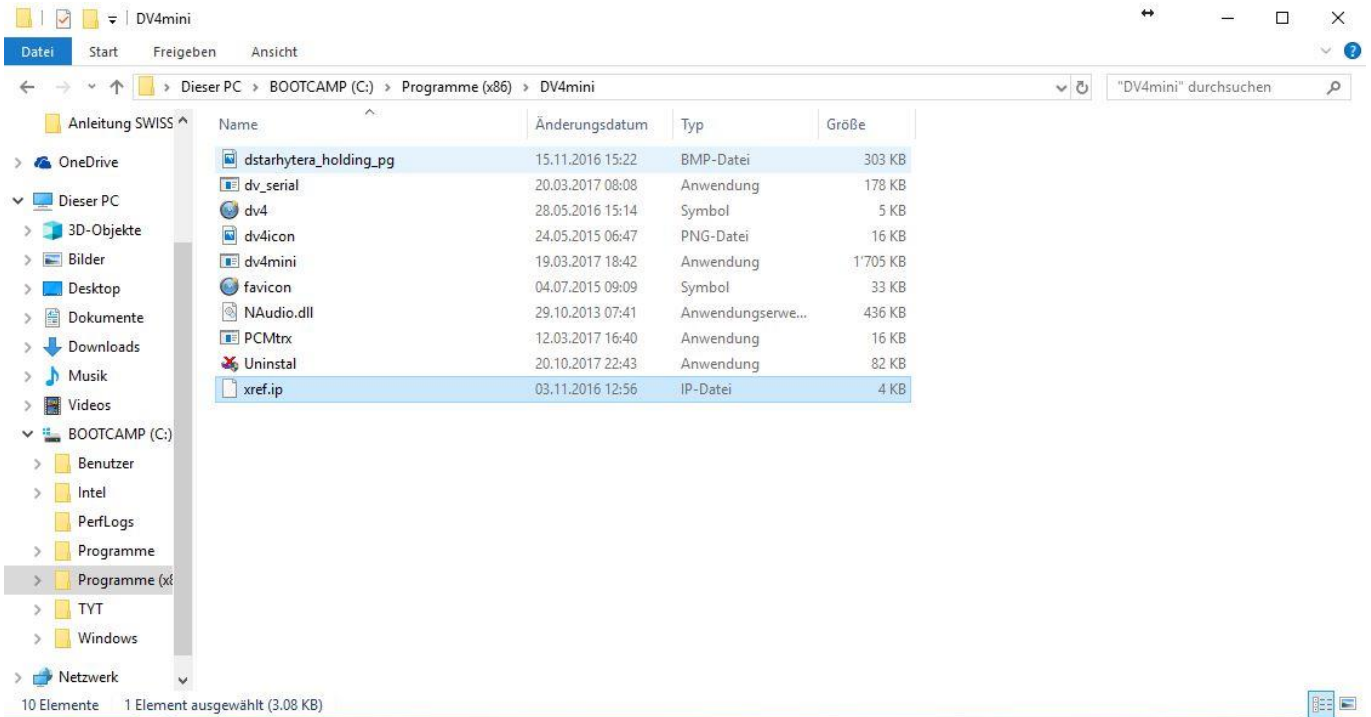 DV4mini
Datei Start Freigeben Ansicht
Dieser PC > BOOTCAMP (C:) > Programme (x86) > DV4mini "DV4mini" durchsuchen
Anleitung SWISS
OneDrive
Dieser PC
3D-Objekte
Bilder
Desktop
Dokumente
Downloads
Musik
Videos
BOOTCAMP (C:)
Benutzer
Intel
PerfLogs
Programme
Programme (x8
TYT
Windows
Netzwerk
Name Änderungsdatum Typ Größe
dstarhytera_holding_pg 15.11.2016 15:22 BMP-Datei 303 KB
dv_serial 20.03.2017 08:08 Anwendung 178 KB
dv4 28.05.2016 15:14 Symbol 5 KB
dv4icon 24.05.2015 06:47 PNG-Datei 16 KB
dv4mini 19.03.2017 18:42 Anwendung 1'705 KB
favicon 04.07.2015 09:09 Symbol 33 KB
NAudio.dll 29.10.2013 07:41 Anwendungserwe... 436 KB
PCMtrx 12.03.2017 16:40 Anwendung 16 KB
Uninstal 20.10.2017 22:43 Anwendung 82 KB
xref.ip 03.11.2016 12:56 IP-Datei 4 KB
10 Elemente 1 Element ausgewählt (3.08 KB)